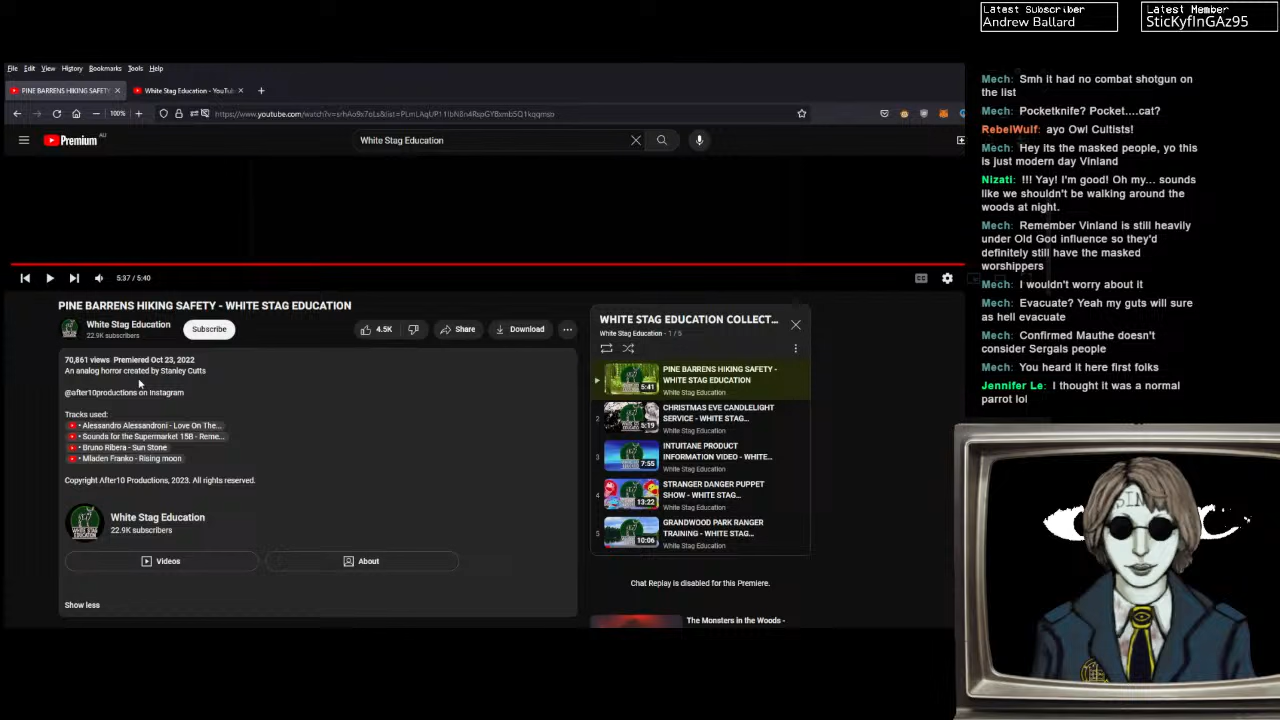 Latest Subscriber
Andrew Ballard
Latest Member
SticKyfInGAz95
File Edit View History Bookmarks Tools Help
PINE BARRENS HIKING SAFETY -
White Stag Education - YouTub
100%
Premium AU
White Stag Education
5:37 / 5:40
PINE BARRENS HIKING SAFETY - WHITE STAG EDUCATION
White Stag Education
22.9K subscribers
Subscribe
4.5K
Share
Download
70,861 views Premiered Oct 23, 2022
An analog horror created by Stanley Cutts
@after10productions on Instagram
Tracks used:
• Alessandro Alessandroni - Love On The...
• Sounds for the Supermarket 15B - Reme...
• Bruno Ribera - Sun Stone
• Mladen Franko - Rising moon
Copyright After10 Productions, 2023. All rights reserved.
White Stag Education
22.9K subscribers
Videos
About
Show less
WHITE STAG EDUCATION COLLECT...
White Stag Education - 1 / 5
5:41
PINE BARRENS HIKING SAFETY -
WHITE STAG EDUCATION
White Stag Education
2
5:19
CHRISTMAS EVE CANDLELIGHT
SERVICE - WHITE STAG...
White Stag Education
3
7:55
INTUITANE PRODUCT
INFORMATION VIDEO - WHITE...
White Stag Education
4
13:22
STRANGER DANGER PUPPET
SHOW - WHITE STAG...
White Stag Education
5
10:06
GRANDWOOD PARK RANGER
TRAINING - WHITE STAG...
White Stag Education
Chat Replay is disabled for this Premiere.
The Monsters in the Woods -
Mech: Smh it had no combat shotgun on
the list
Mech: Pocketknife? Pocket....cat?
RebelWulf: ayo Owl Cultists!
Mech: Hey its the masked people, yo this
is just modern day Vinland
Nizati: !!! Yay! I'm good! Oh my... sounds
like we shouldn't be walking around the
woods at night.
Mech: Remember Vinland is still heavily
under Old God influence so they'd
definitely still have the masked
worshippers
Mech: I wouldn't worry about it
Mech: Evacuate? Yeah my guts will sure
as hell evacuate
Mech: Confirmed Mauthe doesn't
consider Sergals people
Mech: You heard it here first folks
Jennifer Le: I thought it was a normal
parrot lol
SIN